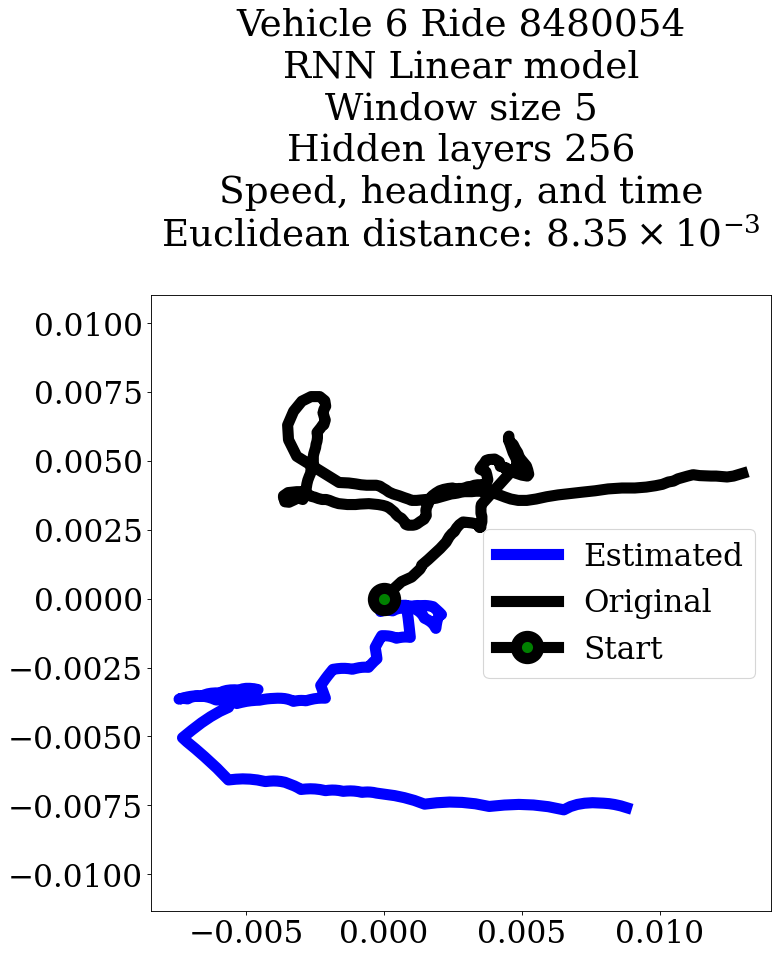 Vehicle 6 Ride 8480054
RNN Linear model
Window size 5
Hidden layers 256
Speed, heading, and time
Euclidean distance: 8.35 × 10⁻³
0.0100
0.0075
0.0050
0.0025
0.0000
−0.0025
−0.0050
−0.0075
−0.0100
Estimated
Original
Start
−0.005 0.000 0.005 0.010